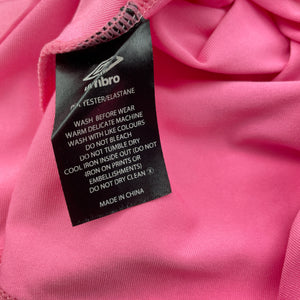 umbro
POLYESTER/ELASTANE
WASH BEFORE WEAR
WARM DELICATE MACHINE
WASH WITH LIKE COLOURS
DO NOT BLEACH
DO NOT TUMBLE DRY
COOL IRON INSIDE OUT (DO NOT
IRON ON PRINTS OR
EMBELLISHMENTS)
DO NOT DRY CLEAN
MADE IN CHINA